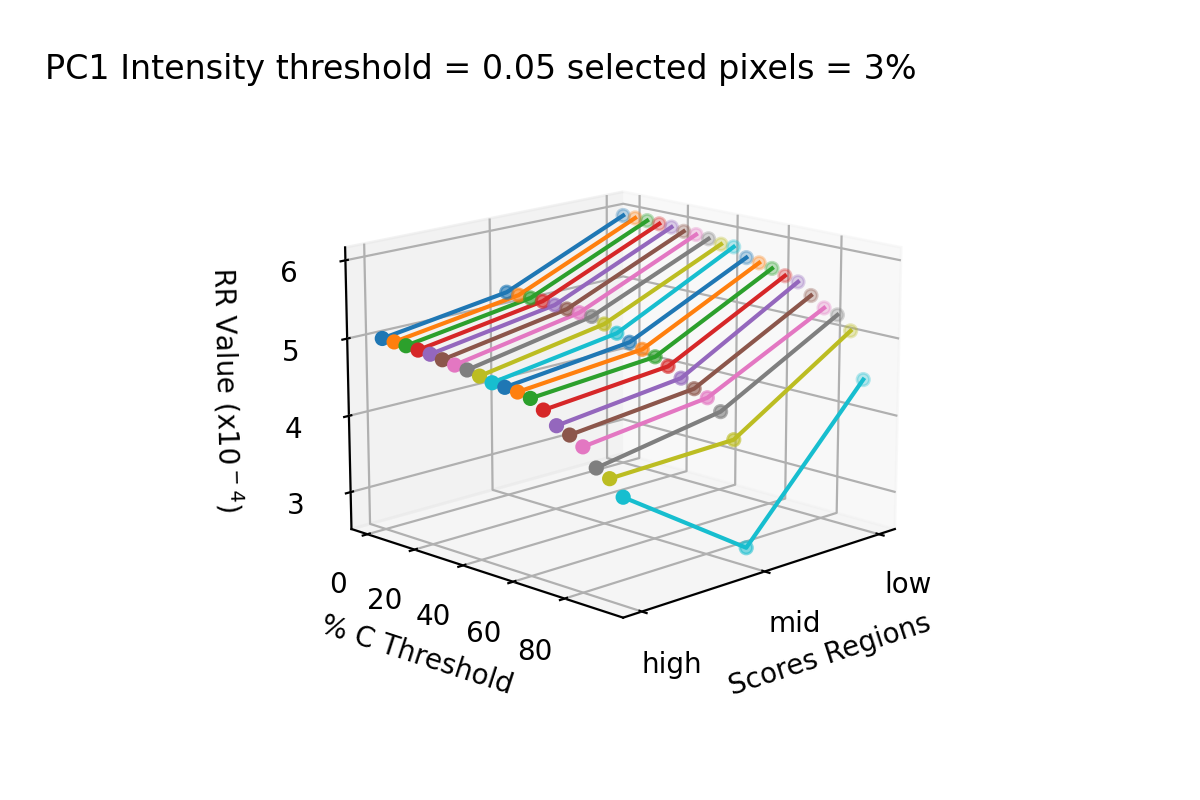 PC1 Intensity threshold = 0.05 selected pixels = 3%
RR Value (x10⁻⁴)
6
5
4
3
0
20
40
60
80
% C Threshold
high
mid
low
Scores Regions